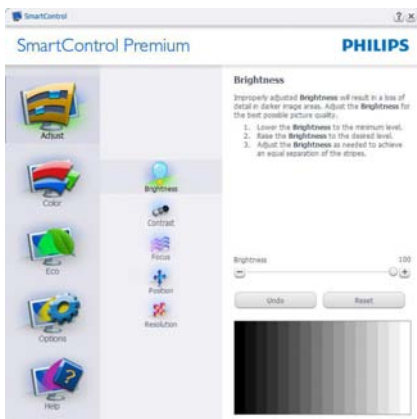 SmartControl
SmartControl Premium
PHILIPS
Adjust
Color
Eco
Options
Help
Brightness
Contrast
Focus
Position
Resolution
Brightness
Improperly adjusted Brightness will result in a loss of
detail in darker image areas. Adjust the Brightness for
the best possible picture quality.
1. Lower the Brightness to the minimum level.
2. Raise the Brightness to the desired level.
3. Adjust the Brightness as needed to achieve
an equal separation of the stripes.
Brightness 100
Undo Reset